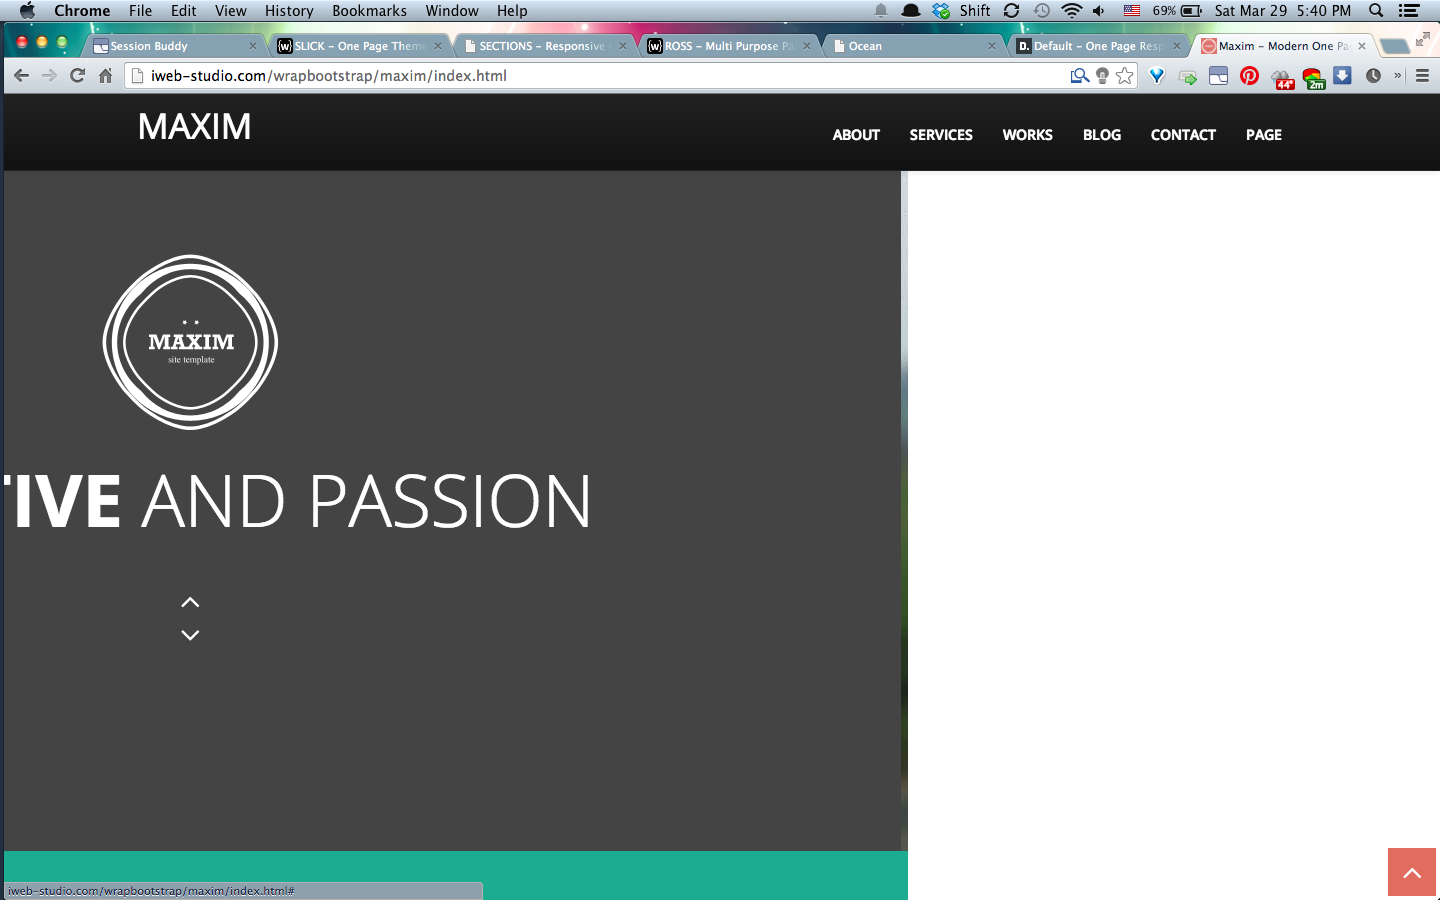 Chrome File Edit View History Bookmarks Window Help Shift 69% Sat Mar 29 5:40 PM
Session Buddy SLICK – One Page Theme SECTIONS – Responsive ROSS – Multi Purpose Pa Ocean D. Default – One Page Resp Maxim – Modern One Pa
iweb-studio.com/wrapbootstrap/maxim/index.html 44° 2m »
MAXIM ABOUT SERVICES WORKS BLOG CONTACT PAGE
MAXIM
site template
TIVE AND PASSION
iweb-studio.com/wrapbootstrap/maxim/index.html#